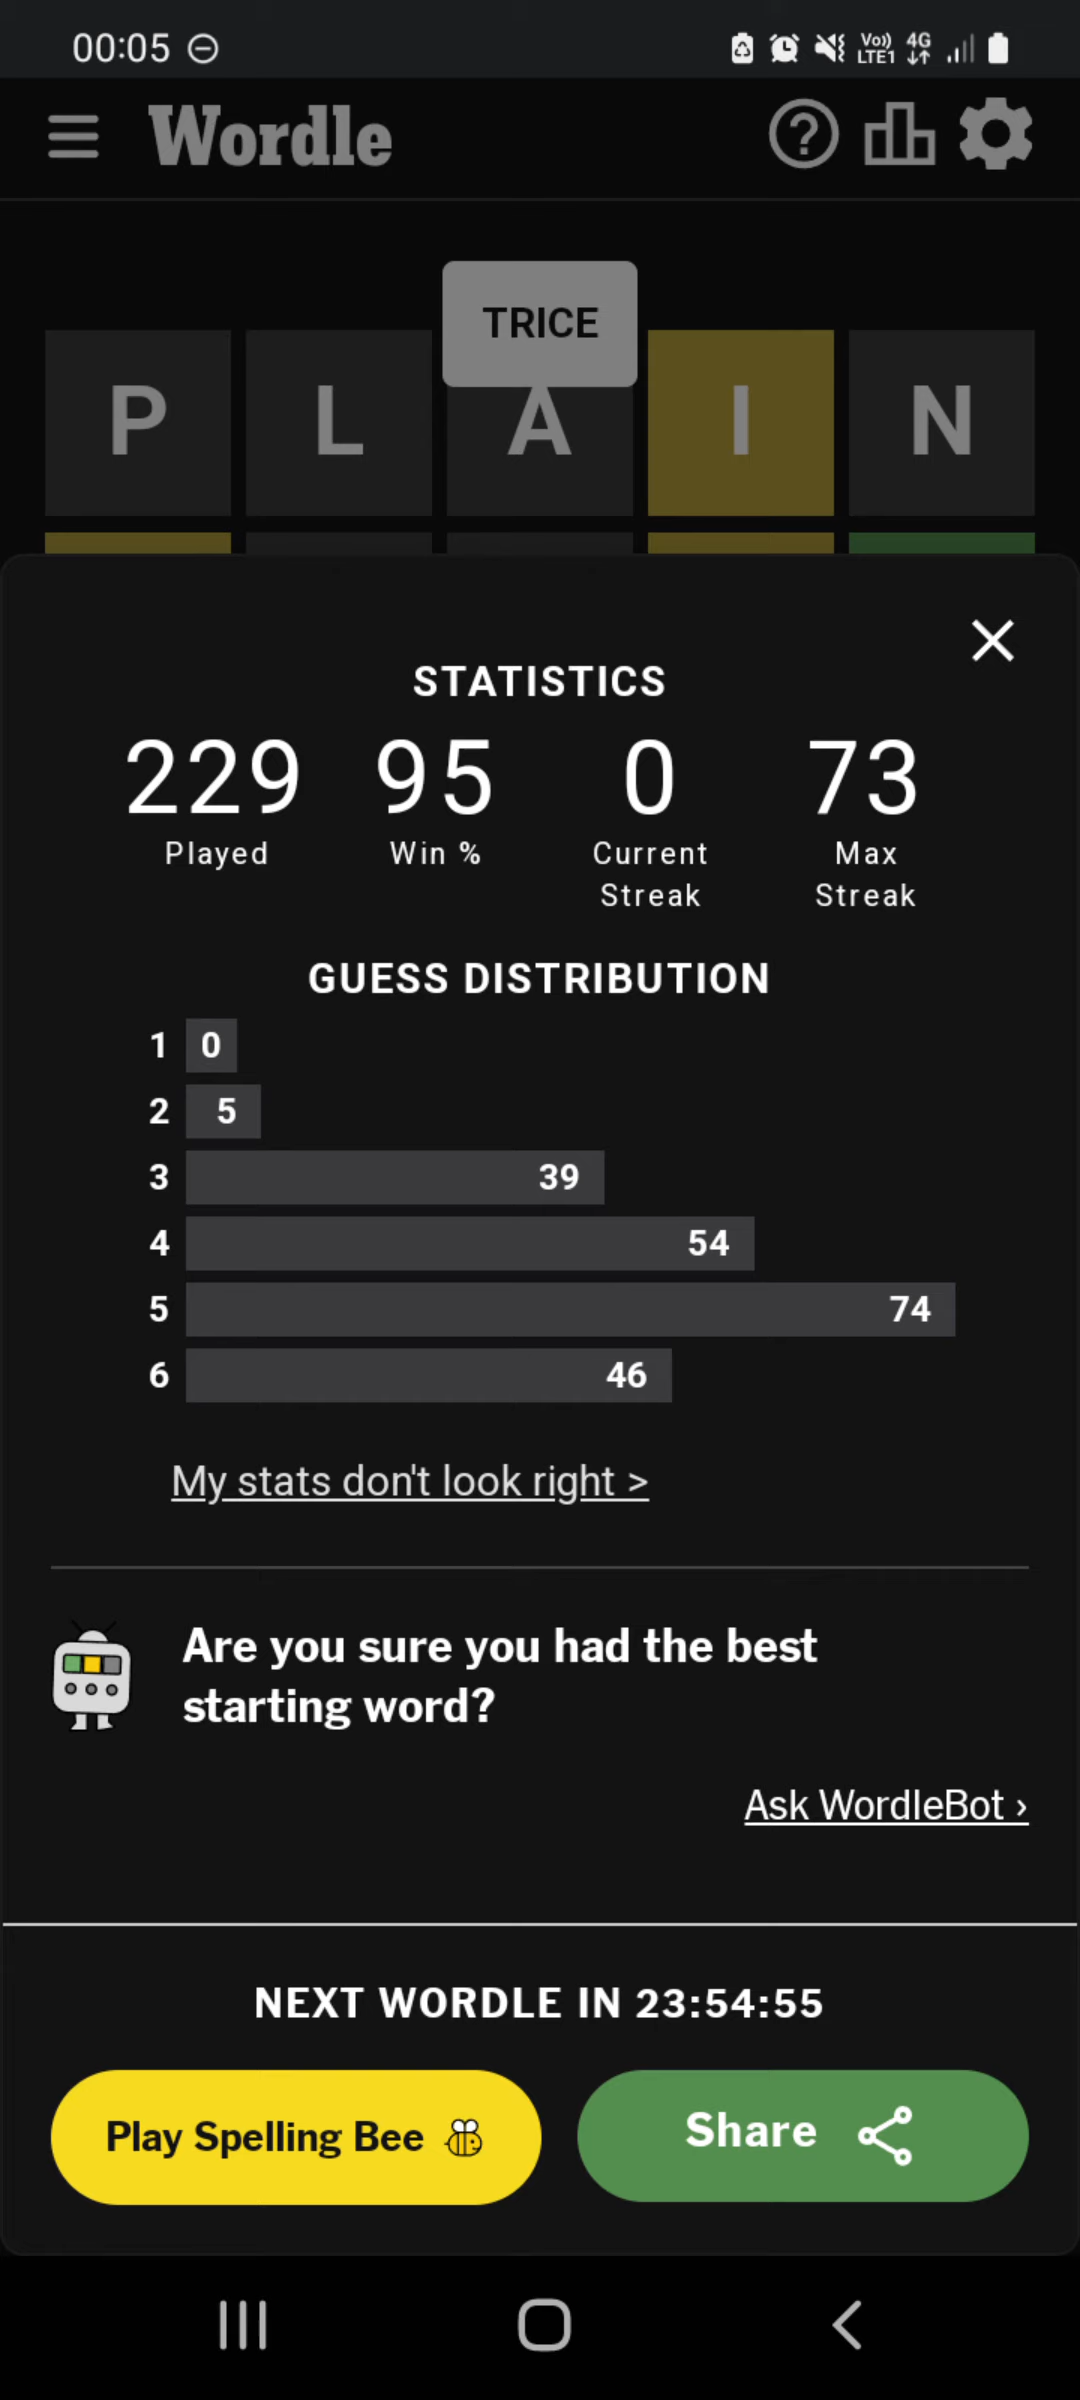 00:05
Vo)) LTE1 4G
Wordle
TRICE
P L A I N
STATISTICS
229 95 0 73
Played Win % Current Streak Max Streak
GUESS DISTRIBUTION
1 0
2 5
3 39
4 54
5 74
6 46
My stats don't look right >
Are you sure you had the best
starting word?
Ask WordleBot ›
NEXT WORDLE IN 23:54:55
Play Spelling Bee
Share